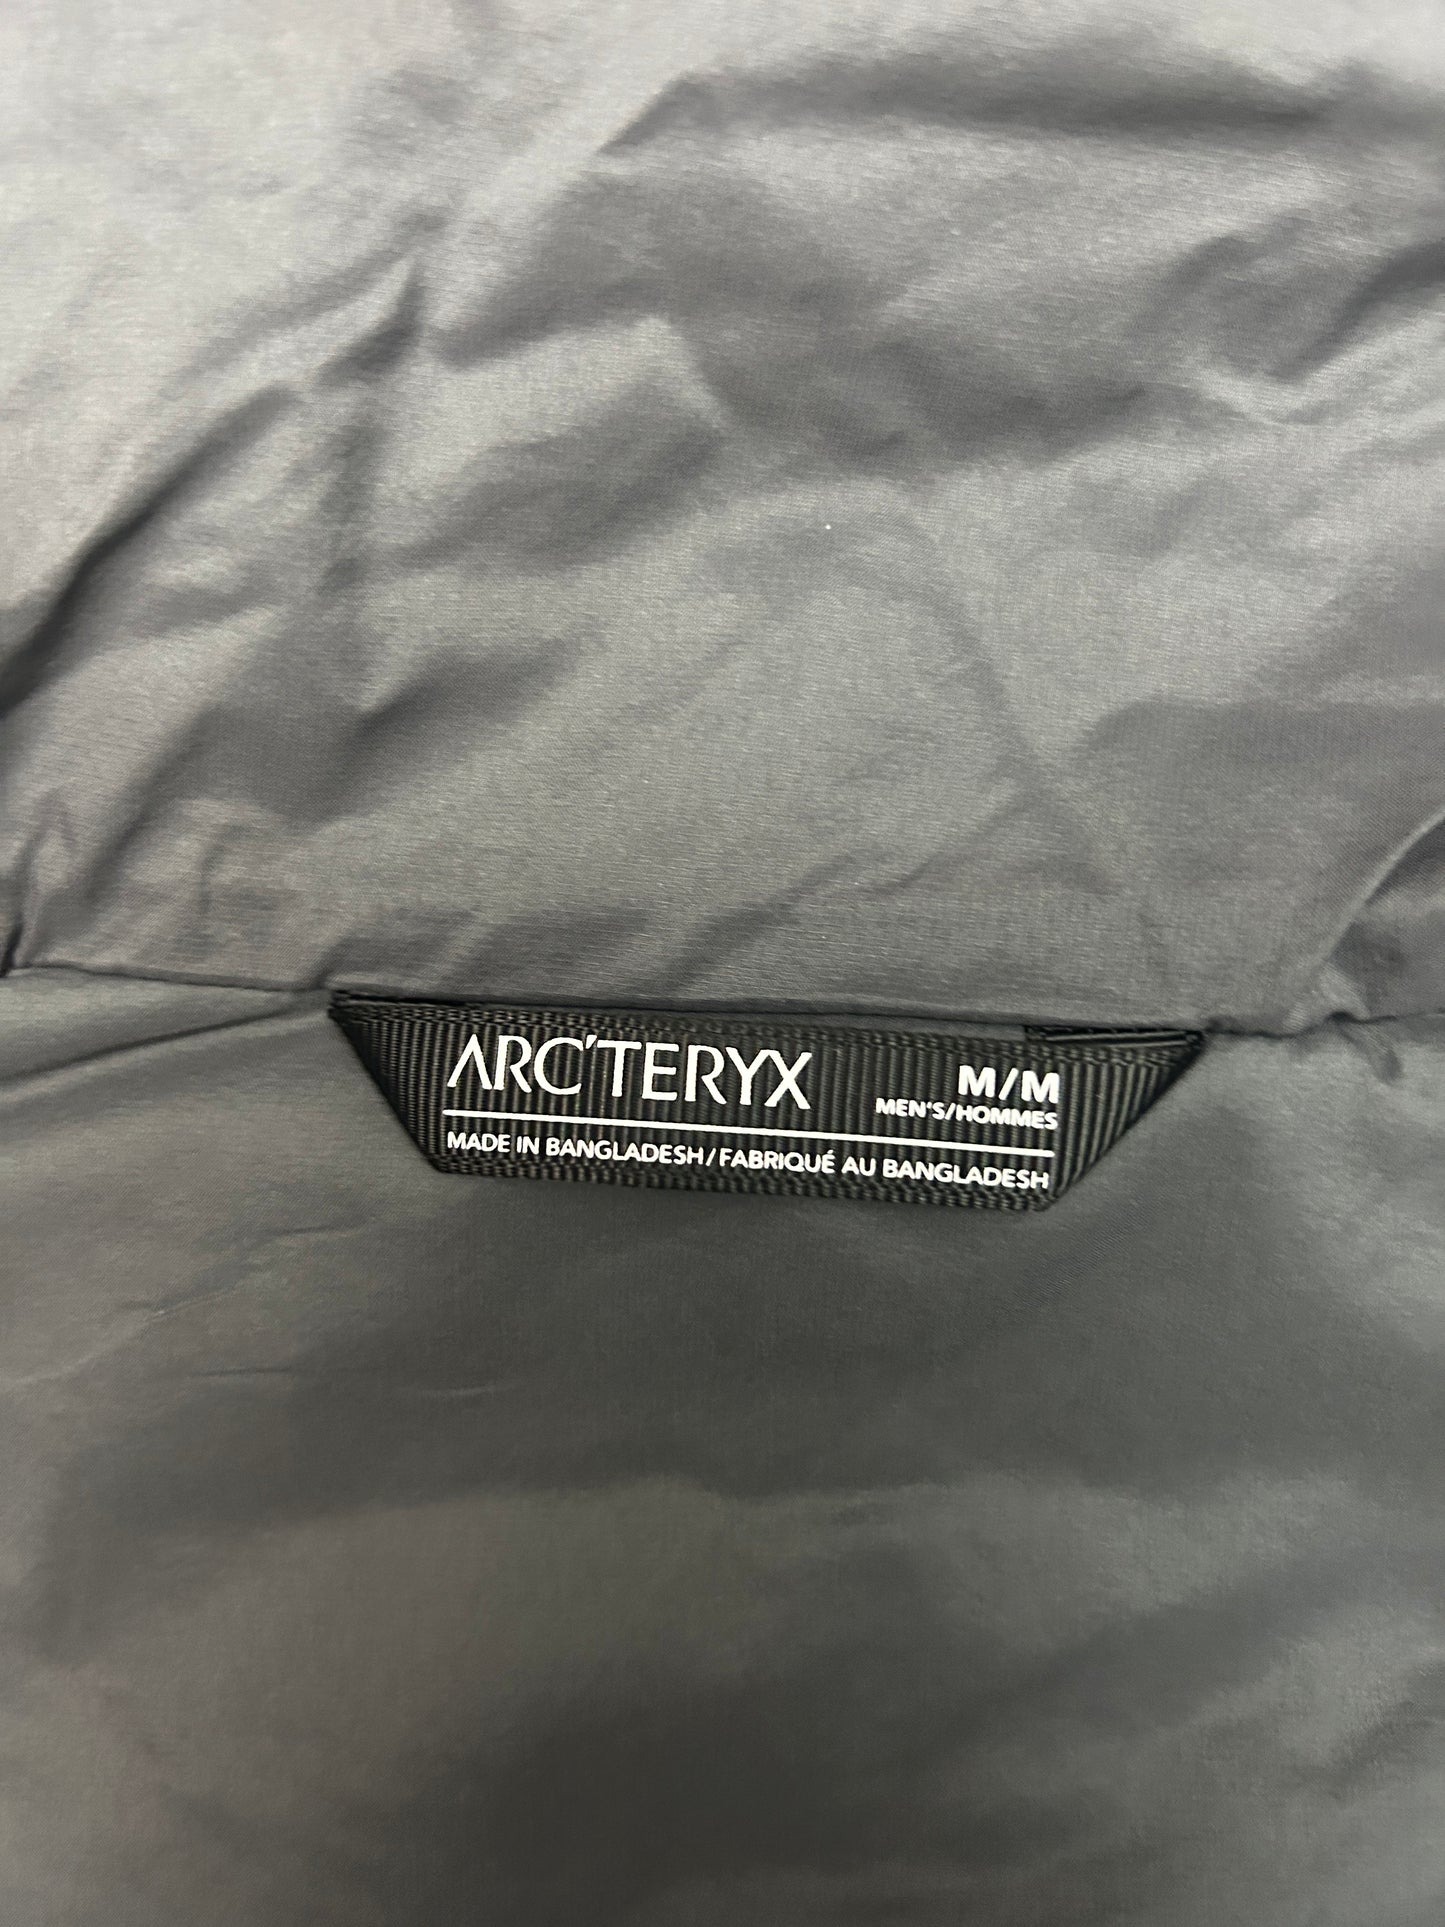 ARC'TERYX
M/M
MEN'S/HOMMES
MADE IN BANGLADESH/FABRIQUÉ AU BANGLADESH